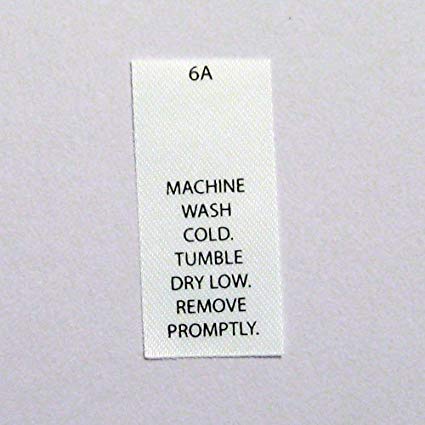 6A
MACHINE
WASH
COLD.
TUMBLE
DRY LOW.
REMOVE
PROMPTLY.